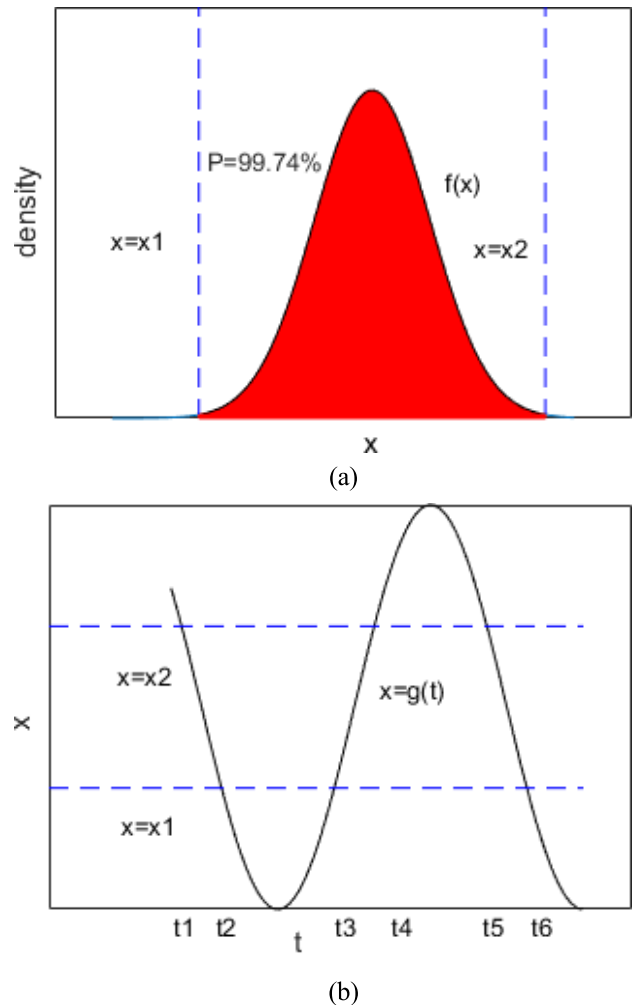 P=99.74%
f(x)
x=x1
x=x2
density
x
(a)
x=x2
x=g(t)
x
x=x1
t1 t2 t3 t4 t5 t6
t
(b)